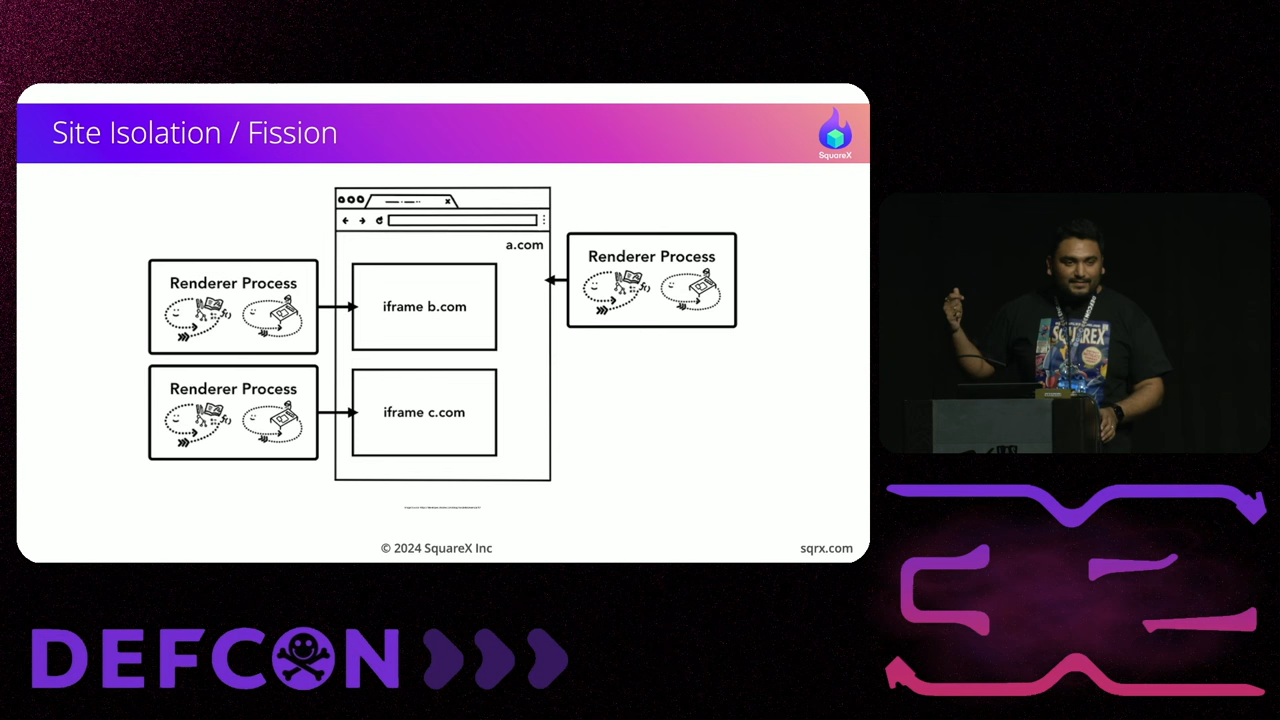 Site Isolation / Fission
SquareX
a.com
Renderer Process
Renderer Process
iframe b.com
Renderer Process
iframe c.com
© 2024 SquareX Inc
sqrx.com
SQUAREX
DEFCON